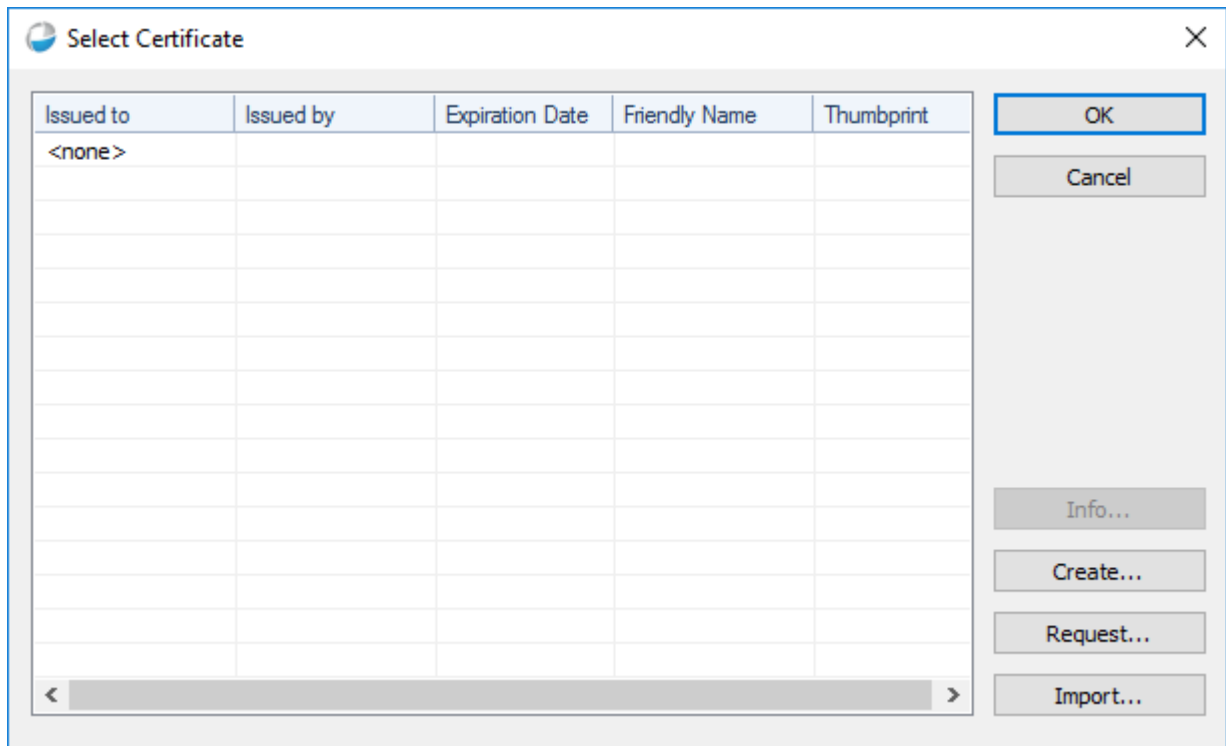 Select Certificate
Issued to Issued by Expiration Date Friendly Name Thumbprint
<none>
OK
Cancel
Info...
Create...
Request...
Import...